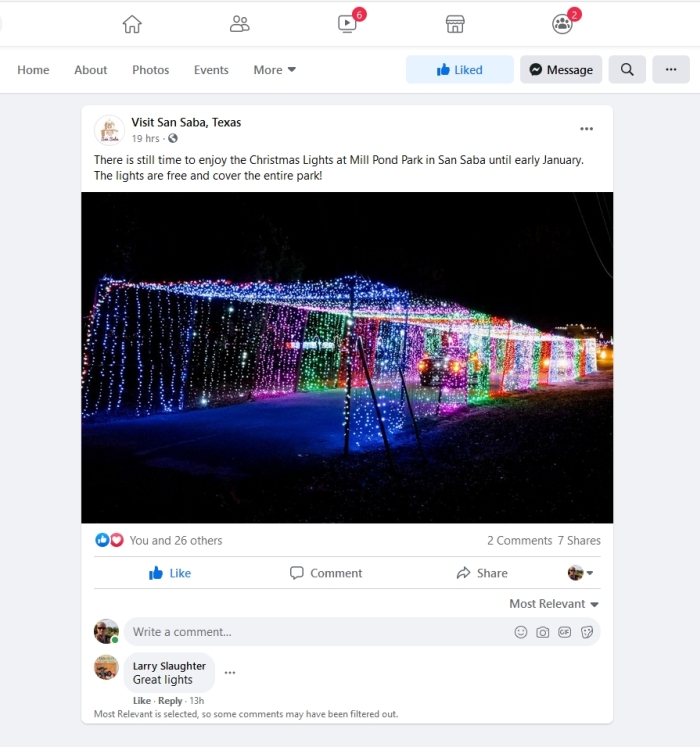 6
2
Home About Photos Events More Liked Message ...
Visit San Saba, Texas
19 hrs ·
There is still time to enjoy the Christmas Lights at Mill Pond Park in San Saba until early January.
The lights are free and cover the entire park!
You and 26 others 2 Comments 7 Shares
Like Comment Share
Most Relevant
Write a comment... GIF
Larry Slaughter
Great lights
Like · Reply · 13h
Most Relevant is selected, so some comments may have been filtered out.